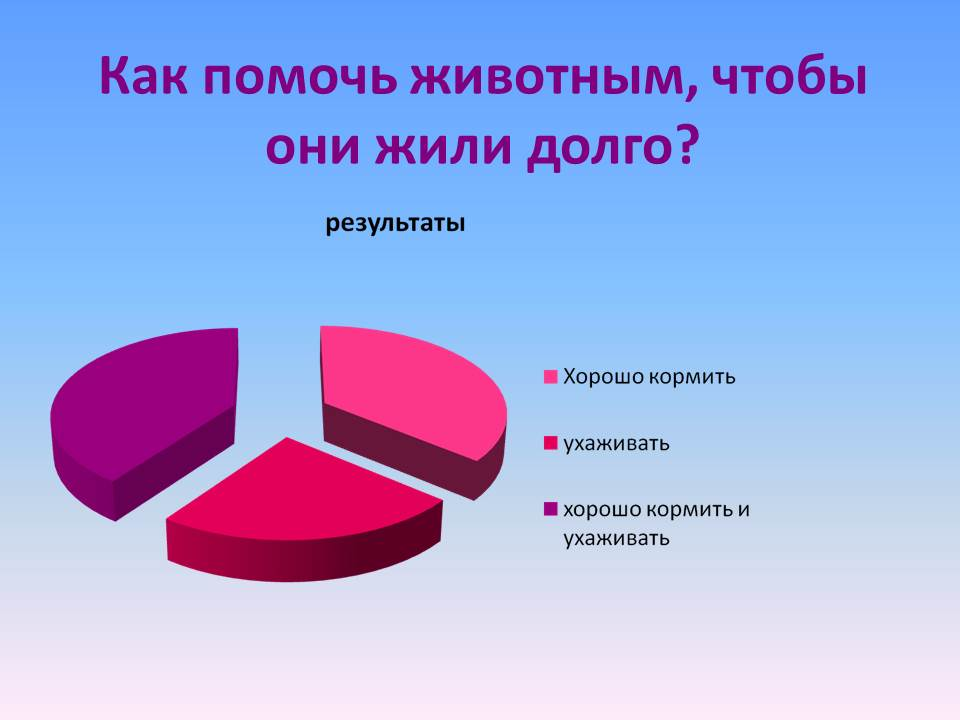 Как помочь животным, чтобы
они жили долго?
результаты
Хорошо кормить
ухаживать
хорошо кормить и
ухаживать